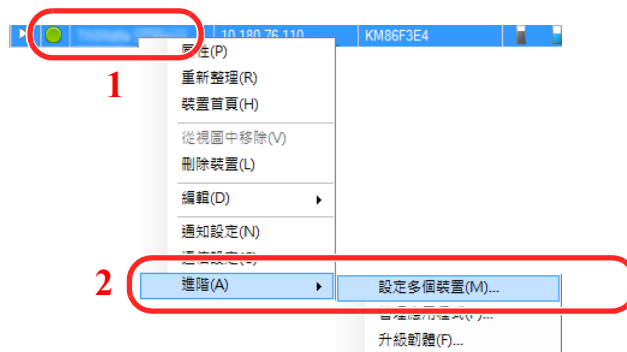 10.180.76.110 KM86F3E4
1
屬性(P)
重新整理(R)
裝置首頁(H)
從視圖中移除(V)
刪除裝置(L)
編輯(D)
通知設定(N)
2
進階(A) 設定多個裝置(M)...
升級韌體(F)...